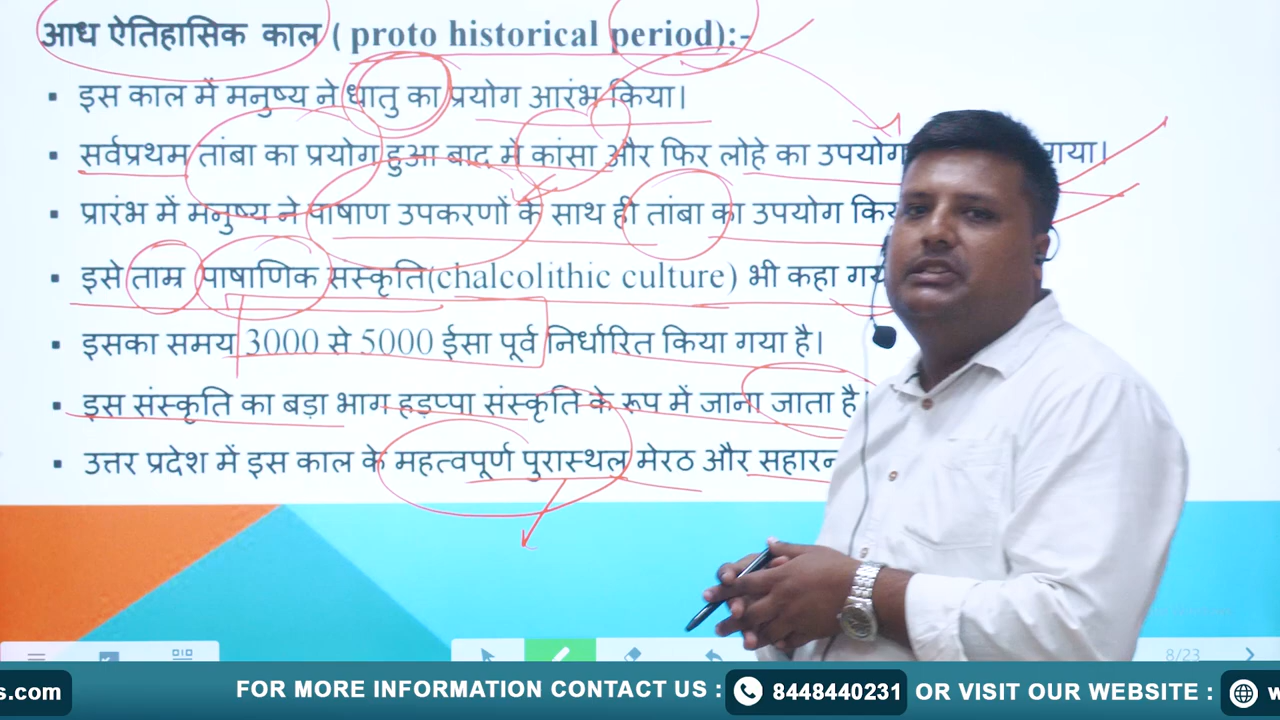 आध ऐतिहासिक काल ( proto historical period):-
▪ इस काल में मनुष्य ने धातु का प्रयोग आरंभ किया।
▪ सर्वप्रथम तांबा का प्रयोग हुआ बाद में कांसा और फिर लोहे का उपयोग गया।
▪ प्रारंभ में मनुष्य ने पाषाण उपकरणों के साथ ही तांबा का उपयोग
▪ इसे ताम्र पाषाणिक संस्कृति(chalcolithic culture) भी कहा
▪ इसका समय 3000 से 5000 ईसा पूर्व निर्धारित किया गया है।
▪ इस संस्कृति का बड़ा भाग हड़प्पा संस्कृति के रूप में जाना जाता है।
▪ उत्तर प्रदेश में इस काल के महत्वपूर्ण पुरास्थल मेरठ और
8/23
s.com FOR MORE INFORMATION CONTACT US : 8448440231 OR VISIT OUR WEBSITE : w